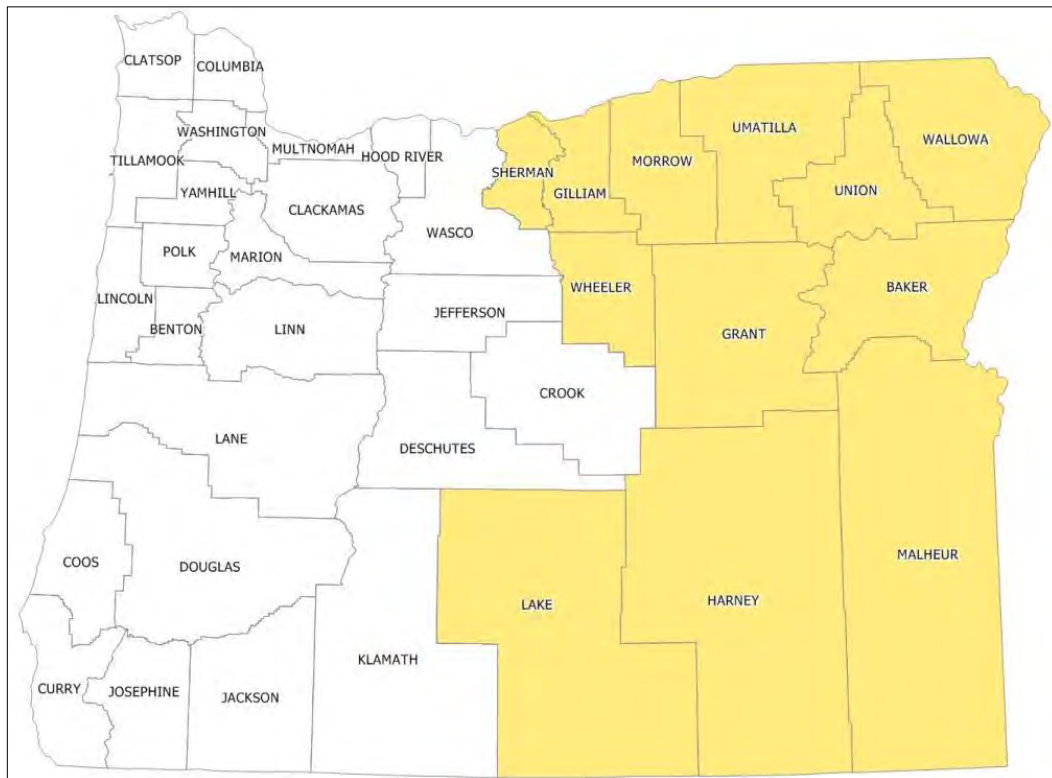 CLATSOP
COLUMBIA
WASHINGTON
TILLAMOOK
MULTNOMAH
HOOD RIVER
YAMHILL
CLACKAMAS
SHERMAN
GILLIAM
MORROW
UMATILLA
WALLOWA
UNION
WASCO
POLK
MARION
LINCOLN
BENTON
LINN
JEFFERSON
WHEELER
GRANT
BAKER
CROOK
LANE
DESCHUTES
COOS
DOUGLAS
LAKE
HARNEY
MALHEUR
KLAMATH
CURRY
JOSEPHINE
JACKSON